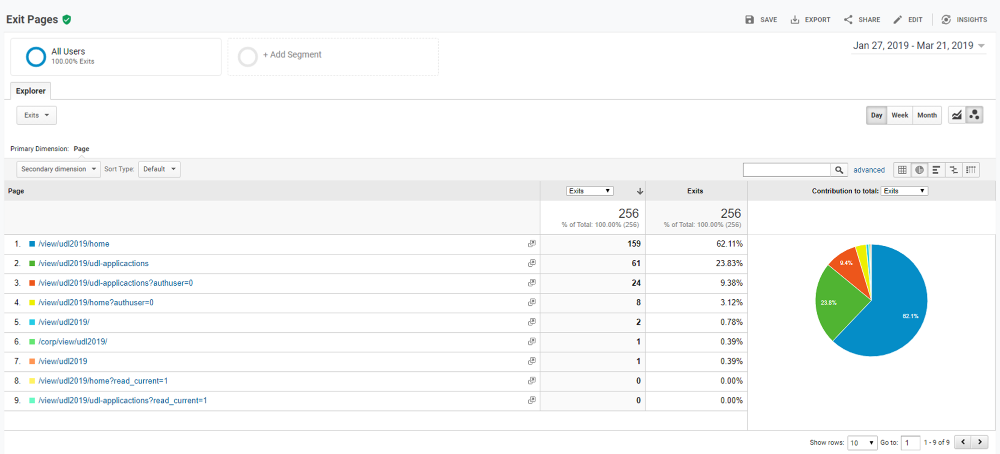 Exit Pages
SAVE EXPORT SHARE EDIT INSIGHTS
All Users
100.00% Exits
+ Add Segment
Jan 27, 2019 - Mar 21, 2019
Explorer
Exits
Day Week Month
Primary Dimension: Page
Secondary dimension Sort Type: Default
advanced
Page Exits Exits Contribution to total: Exits
256 256
% of Total: 100.00% (256) % of Total: 100.00% (256)
1. /view/udl2019/home 159 62.11%
2. /view/udl2019/udl-applicactions 61 23.83%
3. /view/udl2019/udl-applicactions?authuser=0 24 9.38%
4. /view/udl2019/home?authuser=0 8 3.12%
5. /view/udl2019/ 2 0.78%
6. /corp/view/udl2019/ 1 0.39%
7. /view/udl2019 1 0.39%
8. /view/udl2019/home?read_current=1 0 0.00%
9. /view/udl2019/udl-applicactions?read_current=1 0 0.00%
9.4%
23.8%
62.1%
Show rows: 10 Go to: 1 1 - 9 of 9